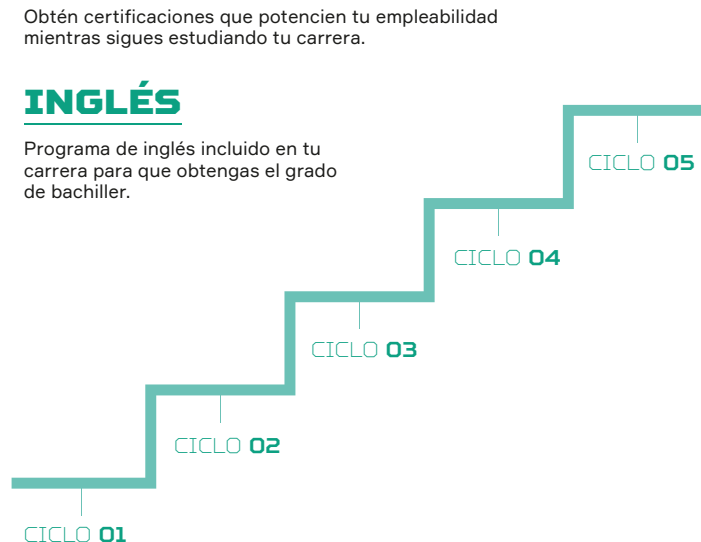 Obtén certificaciones que potencien tu empleabilidad
mientras sigues estudiando tu carrera.
INGLÉS
Programa de inglés incluido en tu
carrera para que obtengas el grado
de bachiller.
CICLO 05
CICLO 04
CICLO 03
CICLO 02
CICLO 01